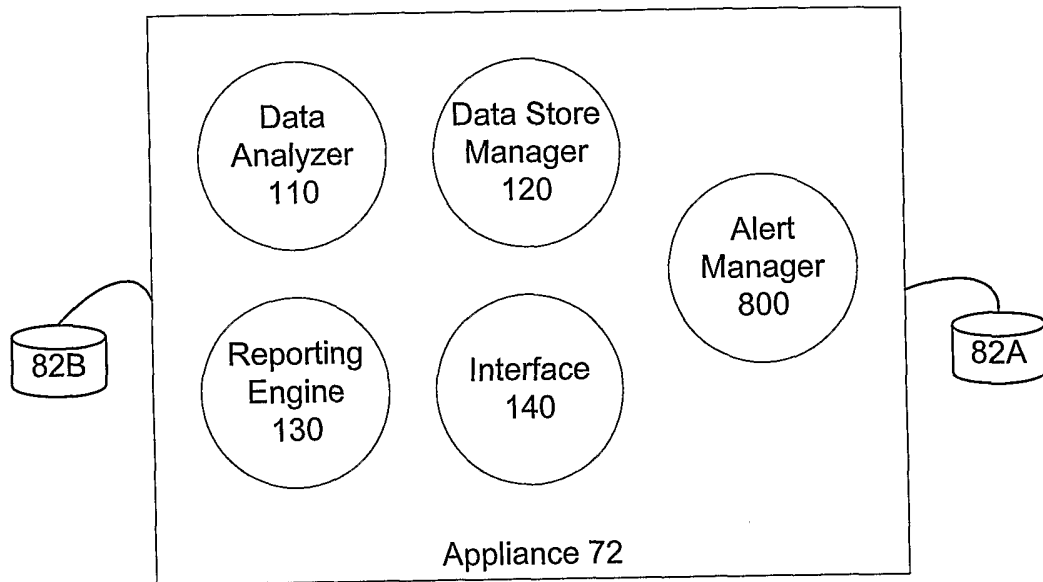 Data
Analyzer
110
Data Store
Manager
120
Alert
Manager
800
82B
82A
Reporting
Engine
130
Interface
140
Appliance 72